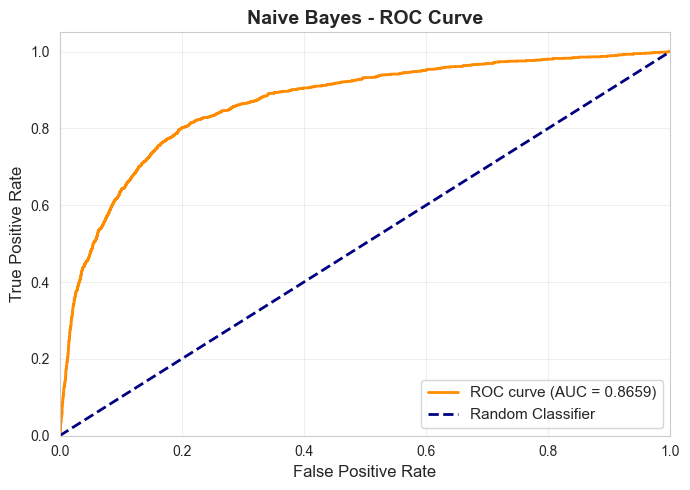 Naive Bayes - ROC Curve
True Positive Rate
1.0
0.8
0.6
0.4
0.2
0.0
0.0 0.2 0.4 0.6 0.8 1.0
False Positive Rate
ROC curve (AUC = 0.8659)
Random Classifier